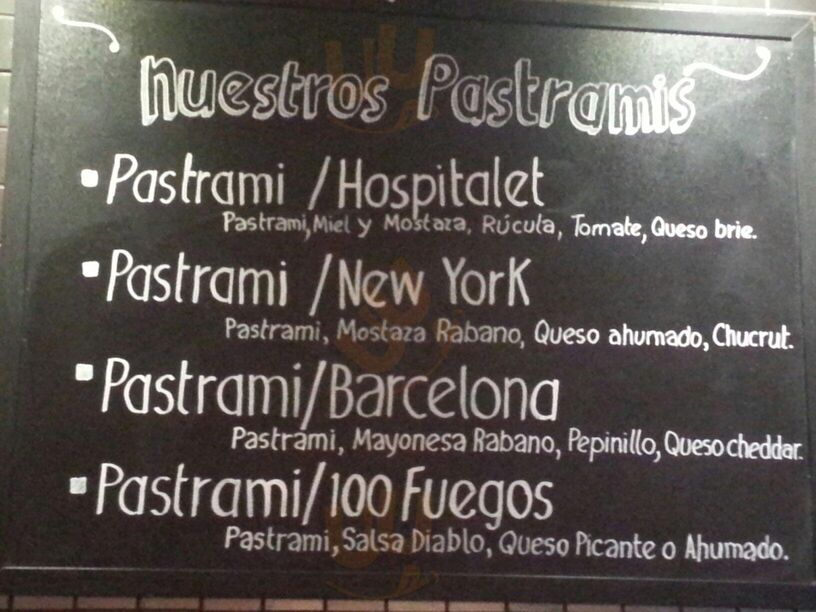 Nuestros Pastramis
Pastrami / Hospitalet
Pastrami, Miel y Mostaza, Rúcula, Tomate, Queso brie.
Pastrami / New York
Pastrami, Mostaza Rabano, Queso ahumado, Chucrut.
Pastrami/Barcelona
Pastrami, Mayonesa Rabano, Pepinillo, Queso cheddar.
Pastrami/100 Fuegos
Pastrami, Salsa Diablo, Queso Picante o Ahumado.